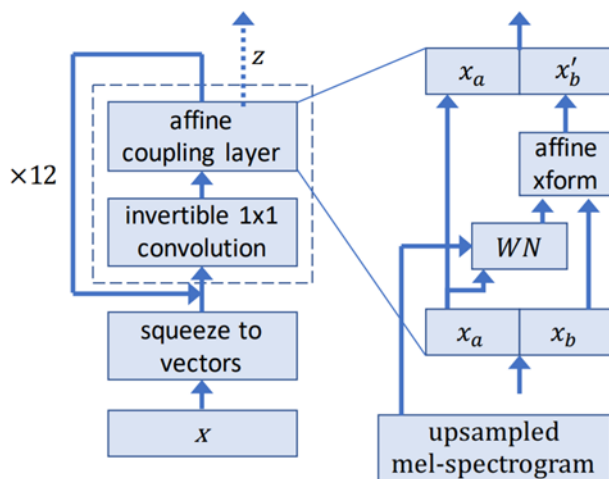 z
affine
coupling layer
×12
invertible 1x1
convolution
squeeze to
vectors
x
x_a x_b′
affine
xform
WN
x_a x_b
upsampled
mel-spectrogram